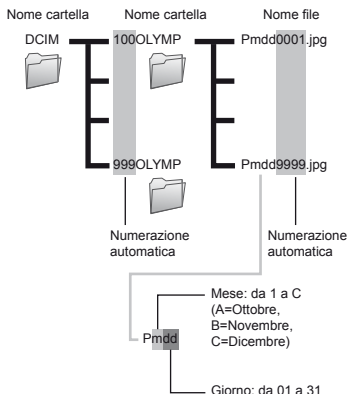 Nome cartella Nome cartella Nome file
DCIM 100OLYMP Pmdd0001.jpg
999OLYMP Pmdd9999.jpg
Numerazione automatica
Numerazione automatica
Mese: da 1 a C
(A=Ottobre,
B=Novembre,
C=Dicembre)
Pmdd
Giorno: da 01 a 31